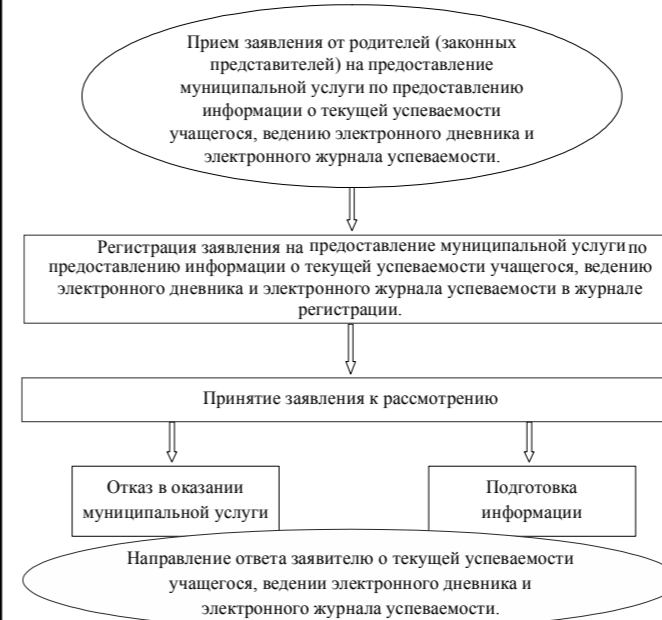 Прием заявления от родителей (законных
представителей) на предоставление
муниципальной услуги по предоставлению
информации о текущей успеваемости
учащегося, ведению электронного дневника и
электронного журнала успеваемости.
Регистрация заявления на предоставление муниципальной услуги по
предоставлению информации о текущей успеваемости учащегося, ведению
электронного дневника и электронного журнала успеваемости в журнале
регистрации.
Принятие заявления к рассмотрению
Отказ в оказании
муниципальной услуги
Подготовка
информации
Направление ответа заявителю о текущей успеваемости
учащегося, ведении электронного дневника и
электронного журнала успеваемости.